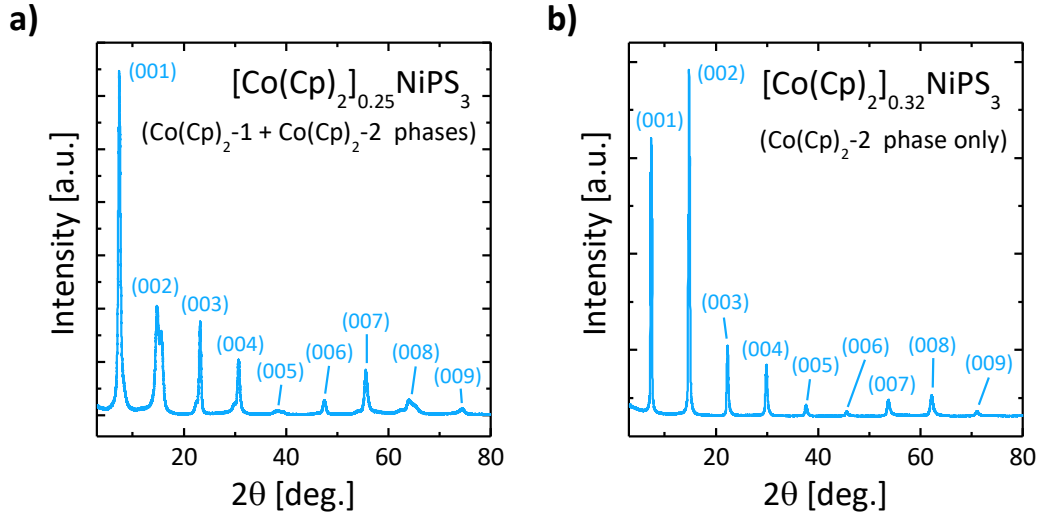 a)
[Co(Cp)₂]₀.₂₅NiPS₃
(Co(Cp)₂-1 + Co(Cp)₂-2 phases)
(001)
(002)
(003)
(004)
(005)
(006)
(007)
(008)
(009)
Intensity [a.u.]
20
40
60
80
2θ [deg.]
b)
[Co(Cp)₂]₀.₃₂NiPS₃
(Co(Cp)₂-2 phase only)
(001)
(002)
(003)
(004)
(005)
(006)
(007)
(008)
(009)
Intensity [a.u.]
20
40
60
80
2θ [deg.]